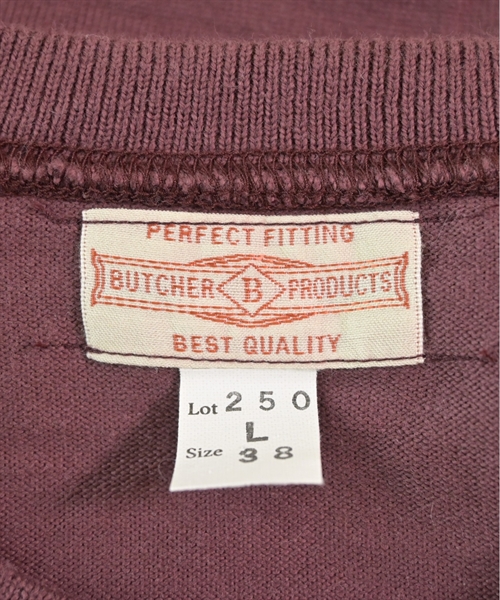 PERFECT FITTING
BUTCHER B PRODUCTS
BEST QUALITY
Lot 250
L
Size 38